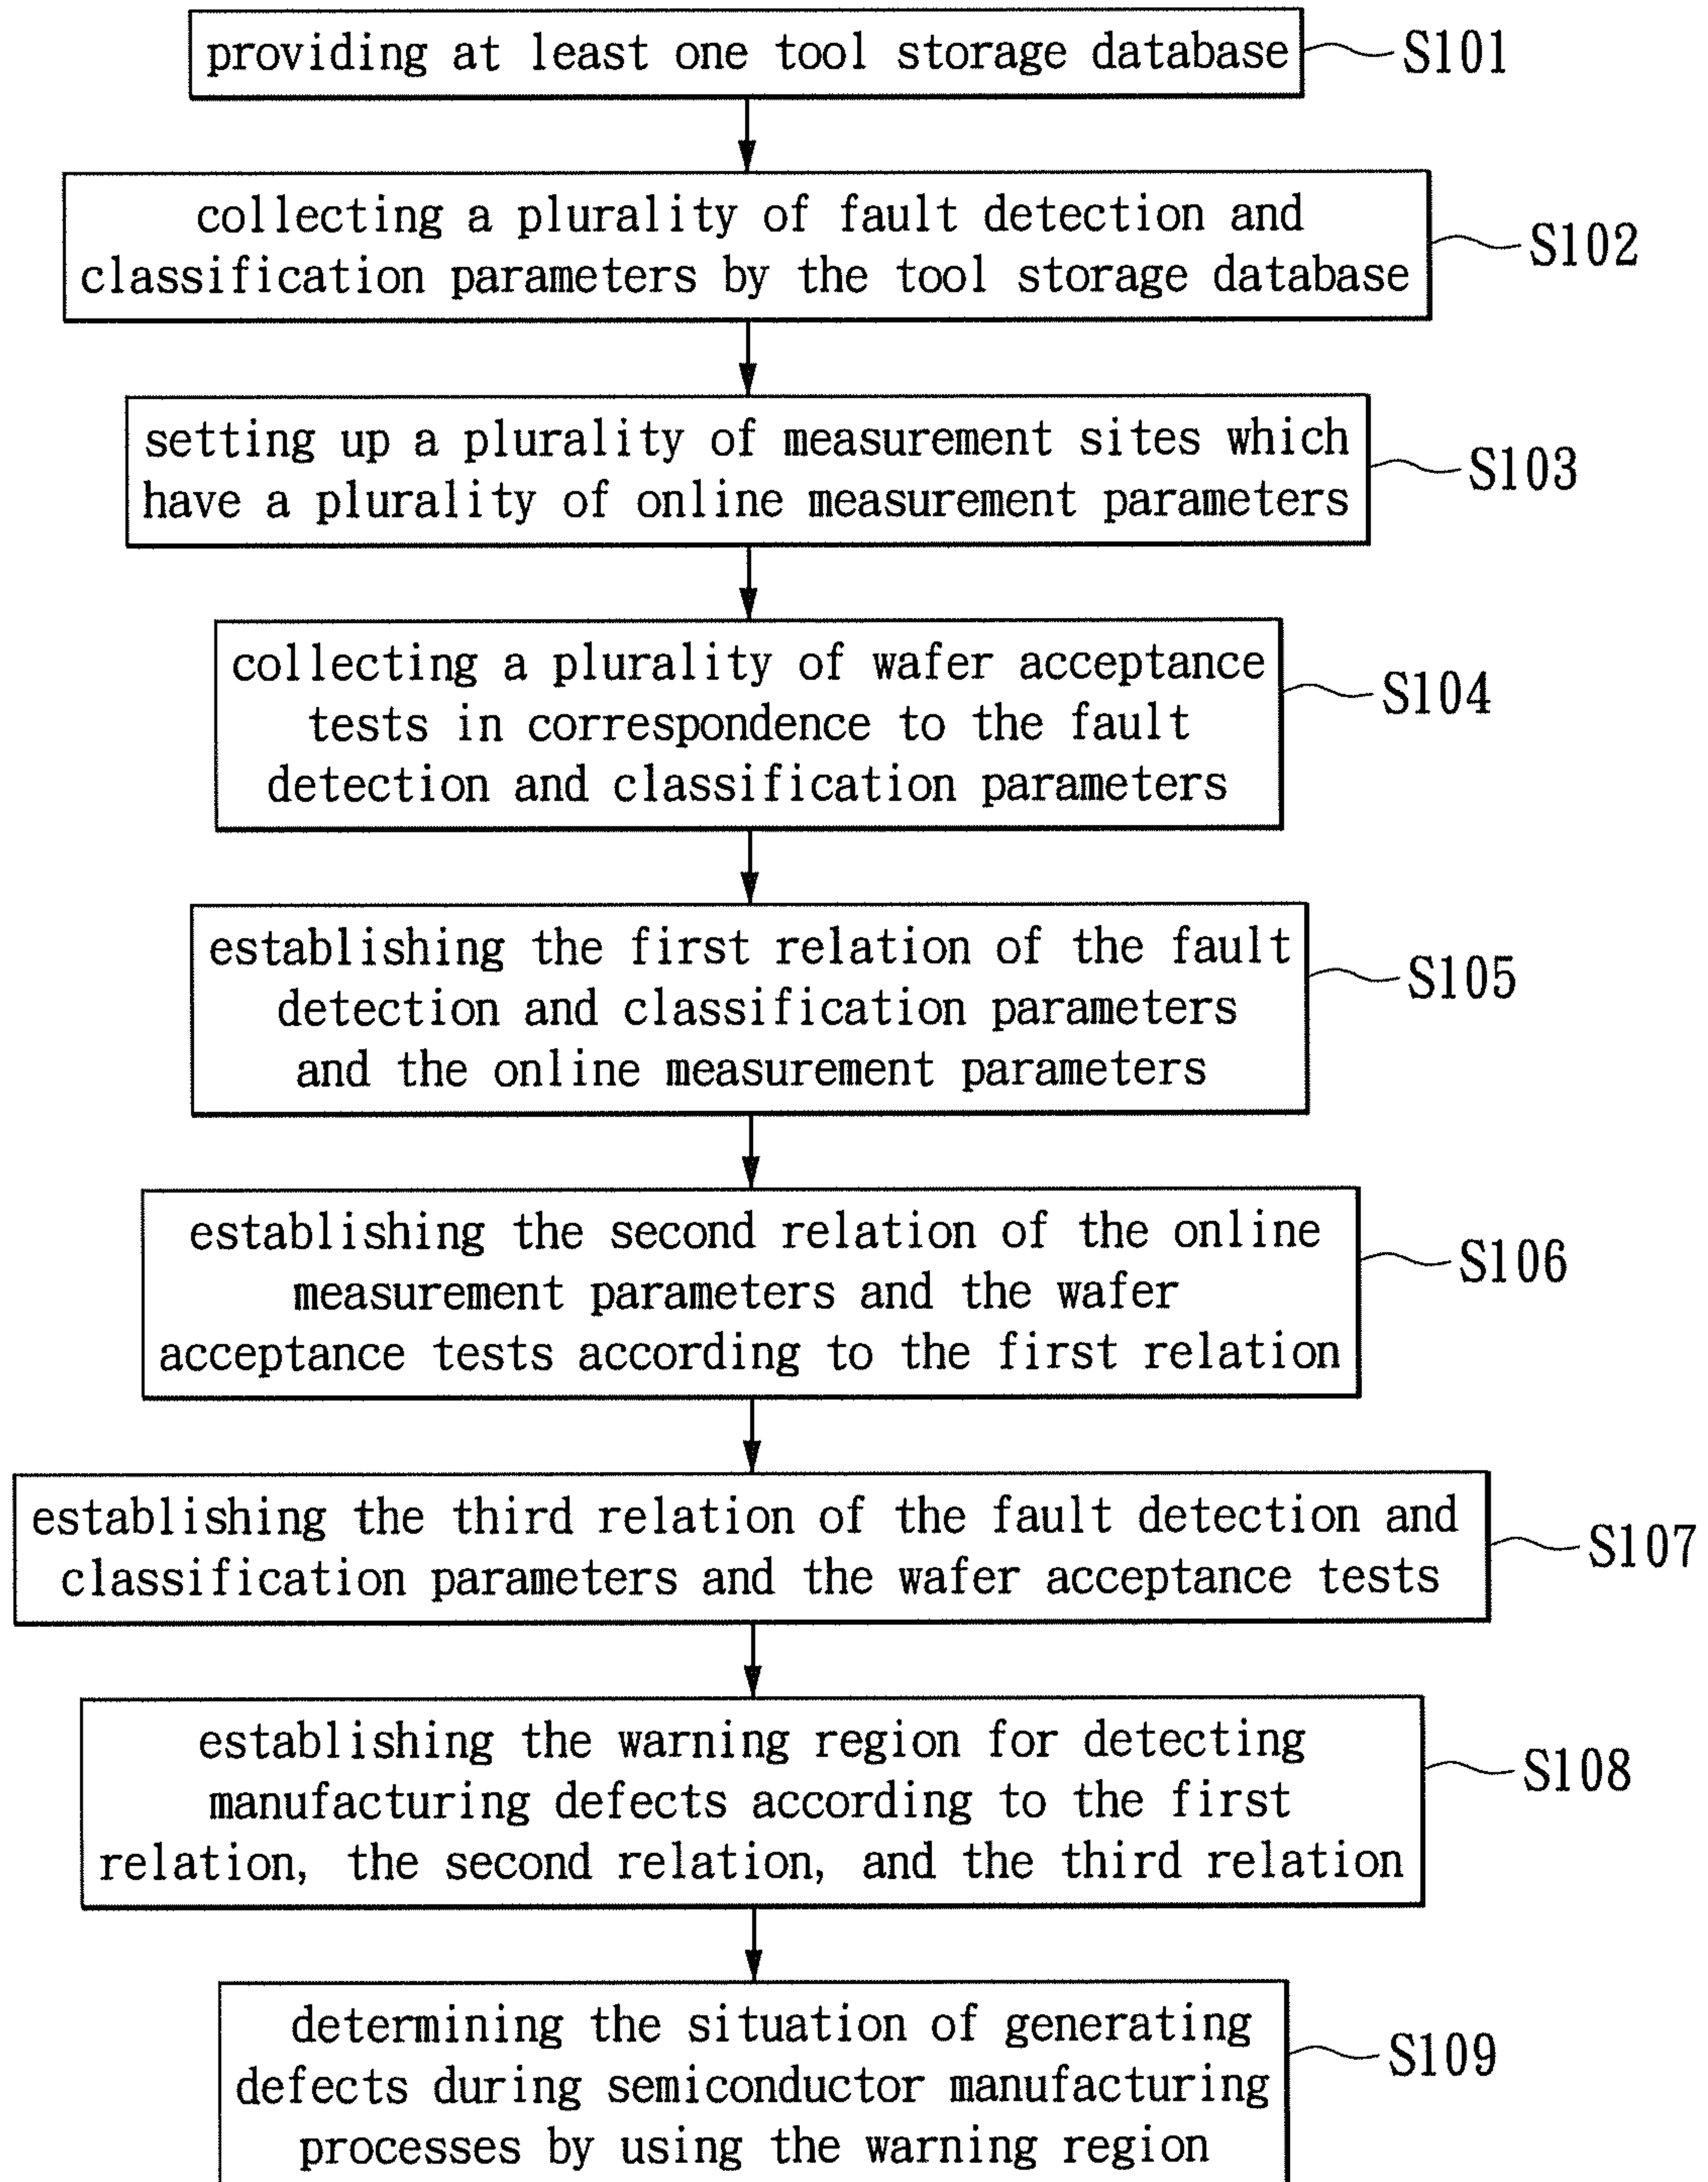 providing at least one tool storage database
S101
collecting a plurality of fault detection and
classification parameters by the tool storage database
S102
setting up a plurality of measurement sites which
have a plurality of online measurement parameters
S103
collecting a plurality of wafer acceptance
tests in correspondence to the fault
detection and classification parameters
S104
establishing the first relation of the fault
detection and classification parameters
and the online measurement parameters
S105
establishing the second relation of the online
measurement parameters and the wafer
acceptance tests according to the first relation
S106
establishing the third relation of the fault detection and
classification parameters and the wafer acceptance tests
S107
establishing the warning region for detecting
manufacturing defects according to the first
relation, the second relation, and the third relation
S108
determining the situation of generating
defects during semiconductor manufacturing
processes by using the warning region
S109